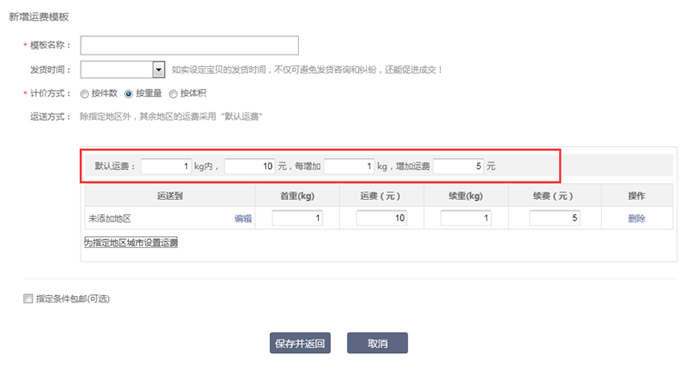 新增运费模板
* 模板名称：
发货时间： 如实设定宝贝的发货时间，不仅可避免发货咨询和纠纷，还能促进成交！
* 计价方式： 按件数 按重量 按体积
运送方式： 除指定地区外，其余地区的运费采用“默认运费”
默认运费： 1 kg内， 10 元，每增加 1 kg，增加运费 5 元
运送到 首重(kg) 运费（元） 续重(kg) 续费（元） 操作
未添加地区 编辑 1 10 1 5 删除
为指定地区城市设置运费
指定条件包邮(可选)
保存并返回 取消